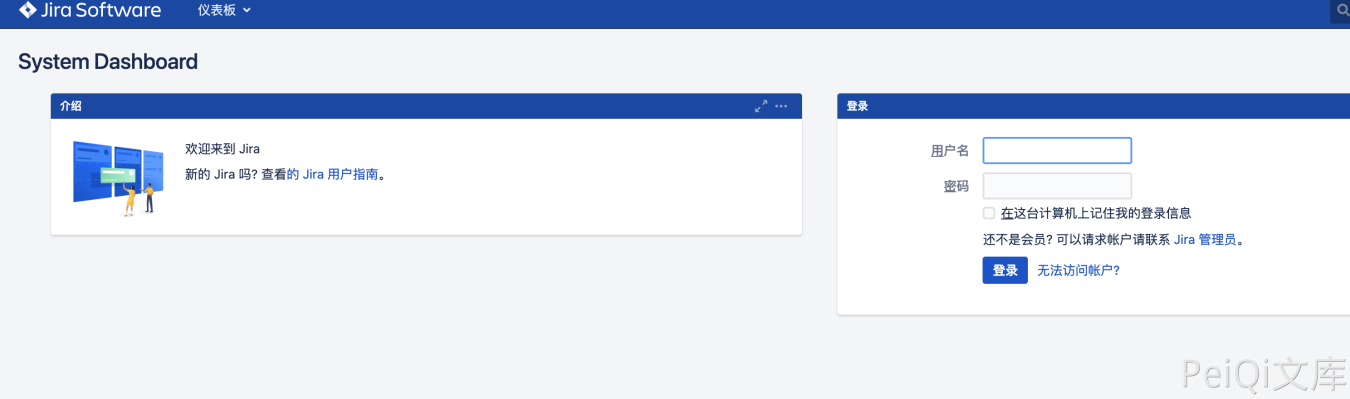 Jira Software 仪表板
System Dashboard
介绍
欢迎来到 Jira
新的 Jira 吗? 查看的 Jira 用户指南。
登录
用户名
密码
在这台计算机上记住我的登录信息
还不是会员? 可以请求帐户请联系 Jira 管理员。
登录 无法访问帐户?
PeiQi文库